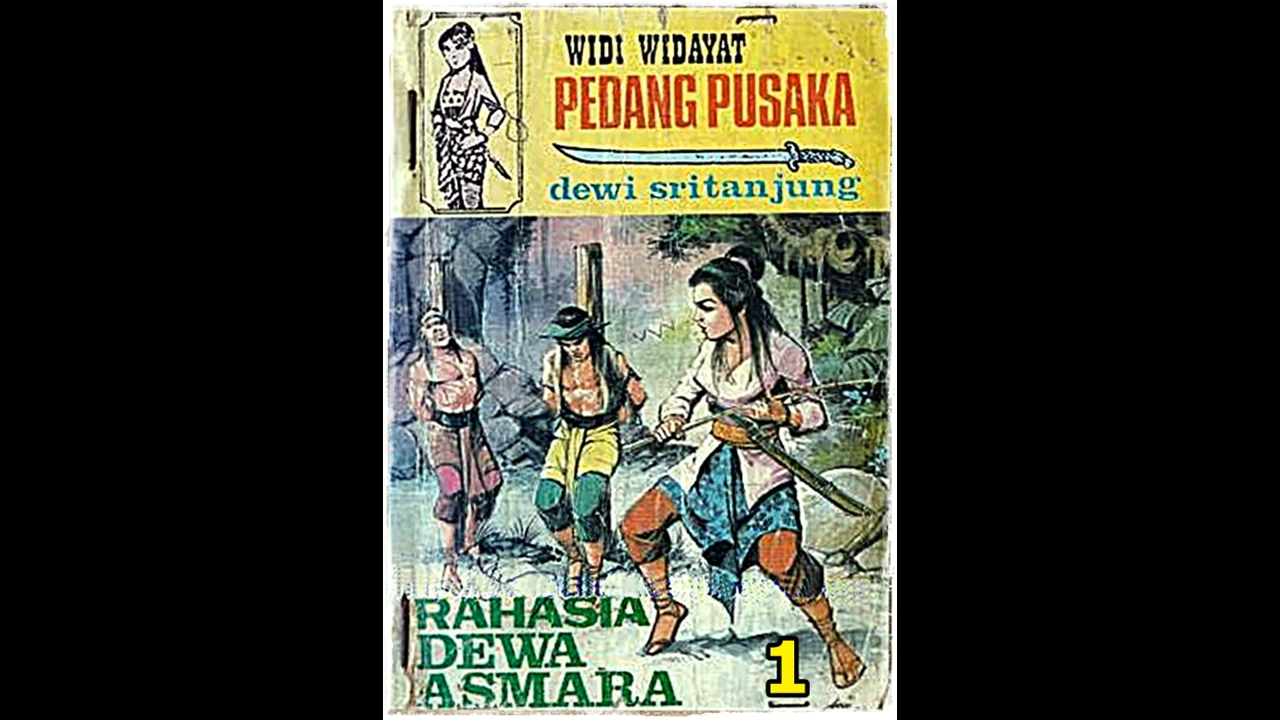 WIDI WIDAYAT
PEDANG PUSAKA
dewi sritanjung
RAHASIA
DEWA
ASMARA
1